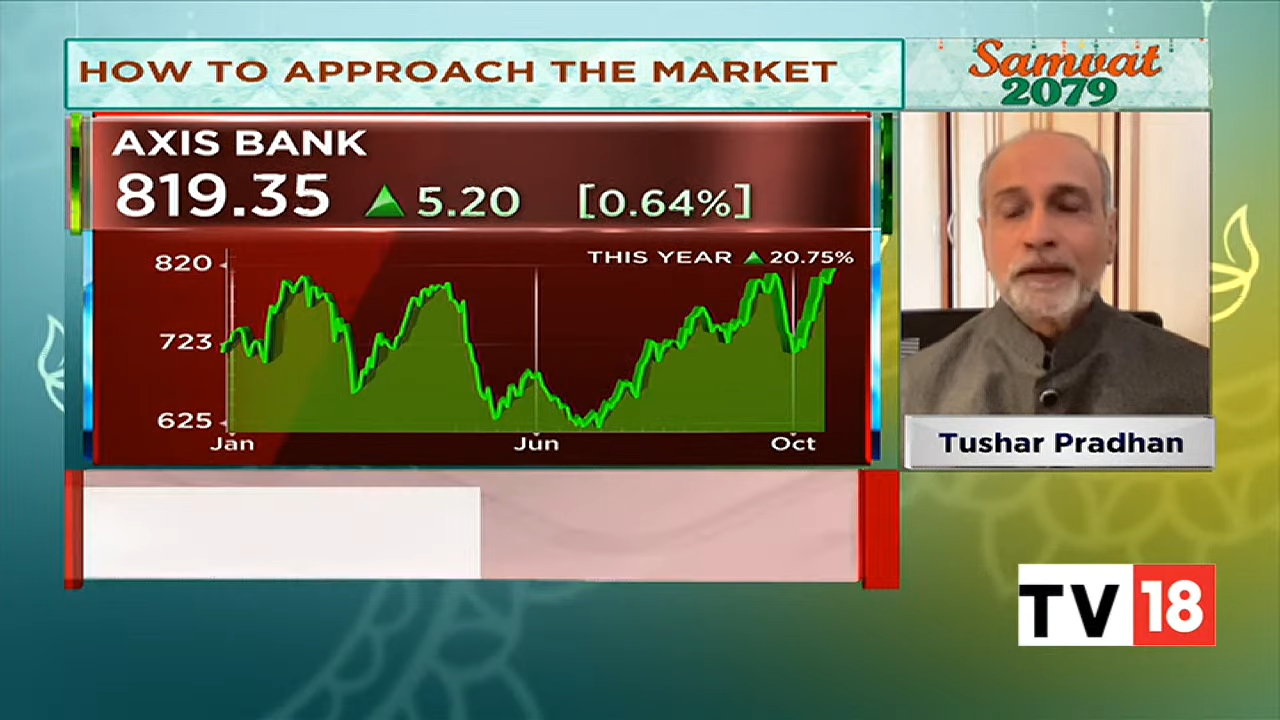 HOW TO APPROACH THE MARKET
Samvat
2079
AXIS BANK
819.35 ▲ 5.20 [0.64%]
THIS YEAR ▲ 20.75%
820
723
625
Jan Jun Oct
Tushar Pradhan
TV18